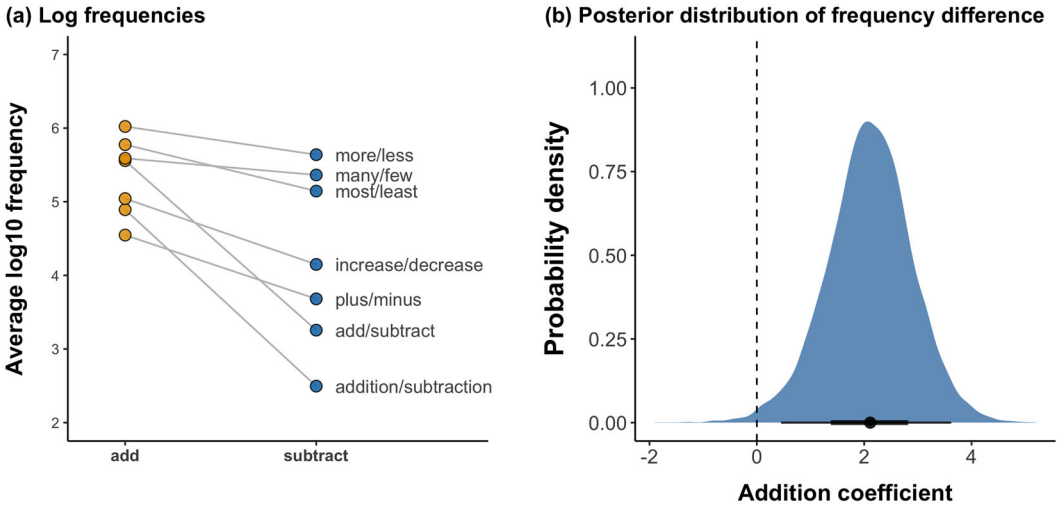 (a) Log frequencies
Average log10 frequency
7
6
5
4
3
2
more/less
many/few
most/least
increase/decrease
plus/minus
add/subtract
addition/subtraction
add
subtract
(b) Posterior distribution of frequency difference
Probability density
1.00
0.75
0.50
0.25
0.00
-2
0
2
4
Addition coefficient